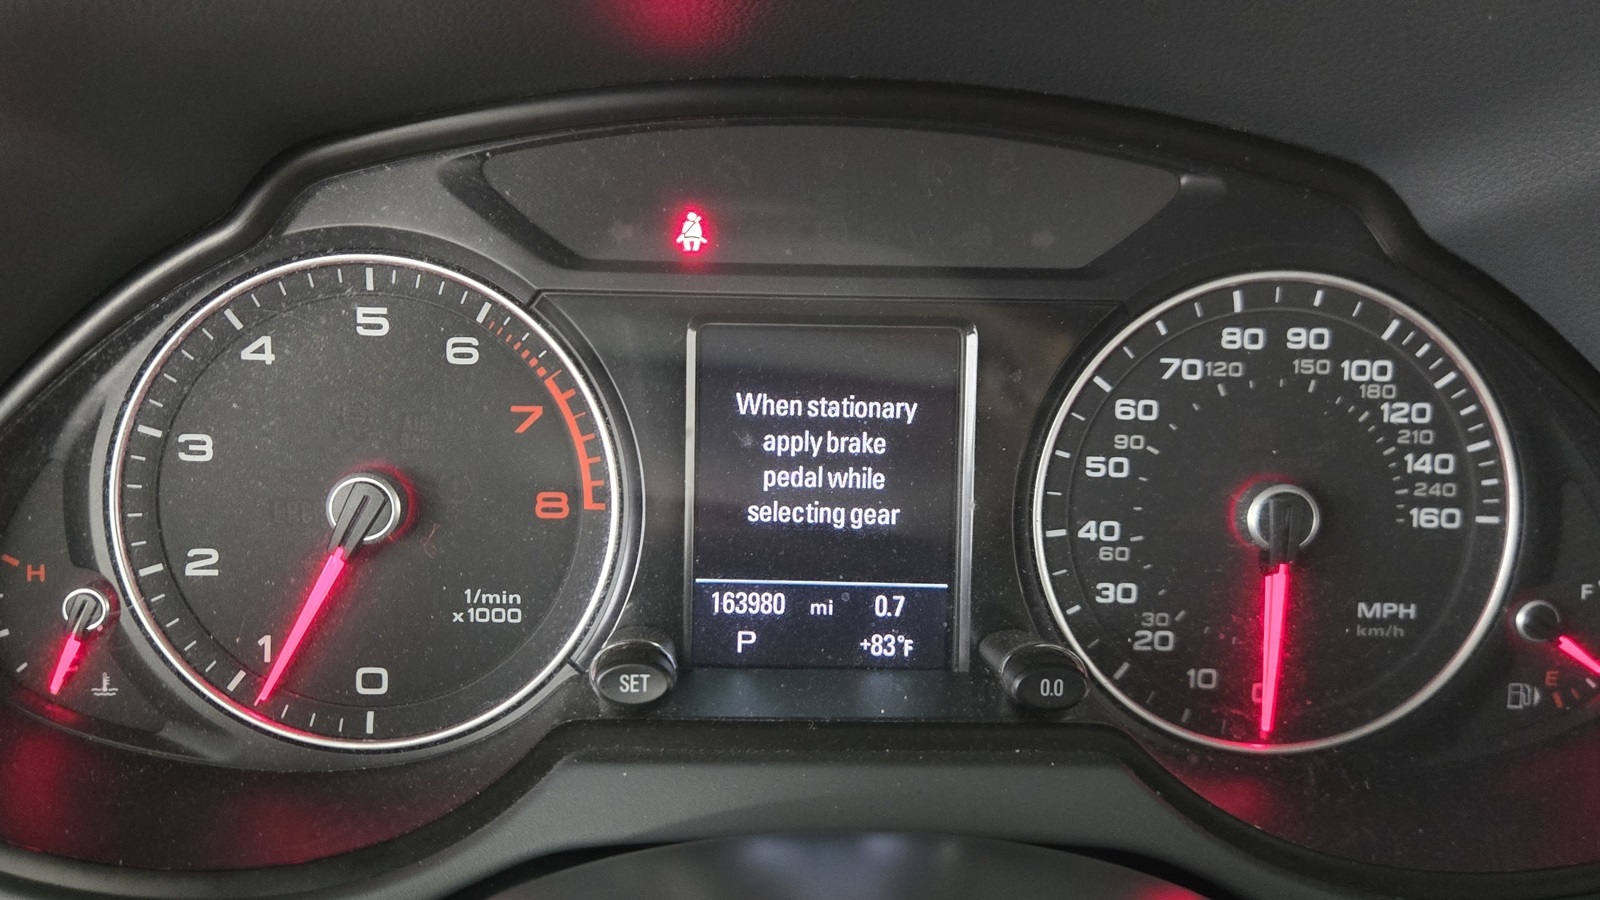 5
4
6
3
7
2
8
1
0
1/min
x1000
H
When stationary
apply brake
pedal while
selecting gear
163980 mi 0.7
P +83°F
SET
0.0
80 90
70 120 150 100
180
60 120
90 210
50 140
240
40 160
60
30
30
20
10
0
MPH
km/h
F
E